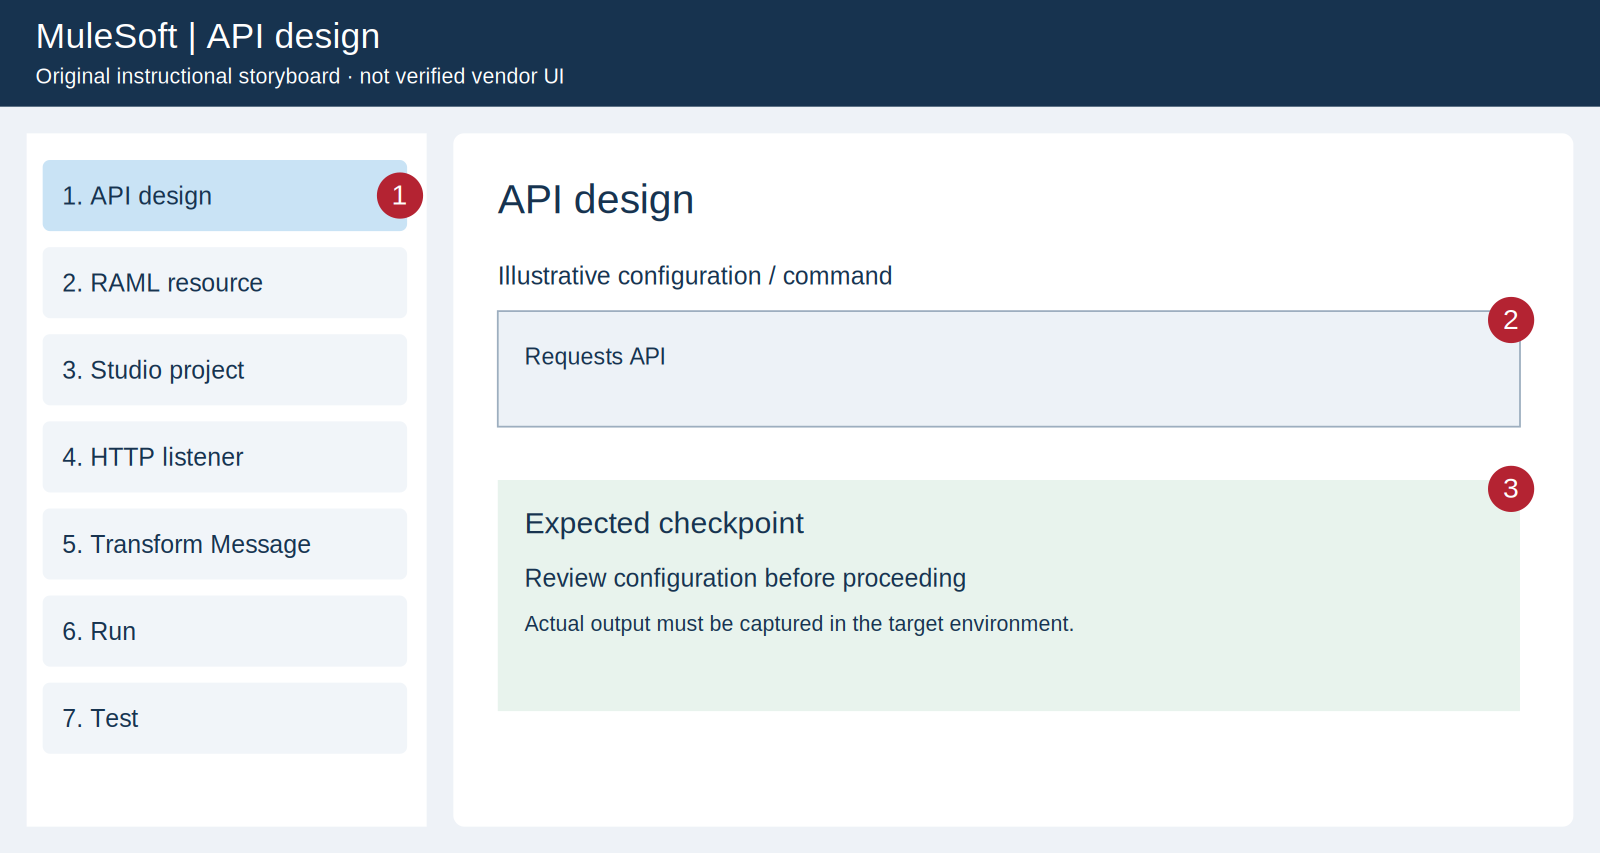 MuleSoft | API design
Original instructional storyboard · not verified vendor UI
1. API design
1
2. RAML resource
3. Studio project
4. HTTP listener
5. Transform Message
6. Run
7. Test
API design
Illustrative configuration / command
2
Requests API
3
Expected checkpoint
Review configuration before proceeding
Actual output must be captured in the target environment.